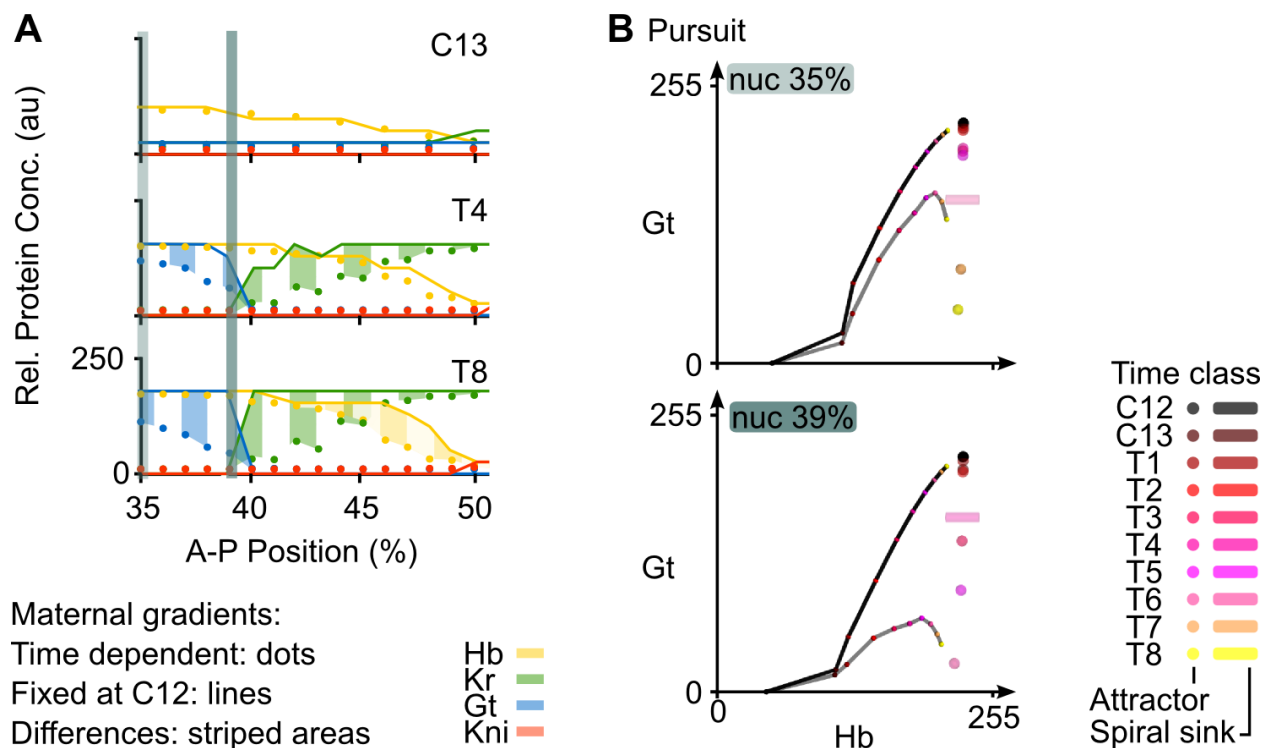 A
C13
T4
250
T8
0
35
40
45
50
Rel. Protein Conc. (au)
A-P Position (%)
Maternal gradients:
Time dependent: dots
Fixed at C12: lines
Differences: striped areas
Hb
Kr
Gt
Kni
B Pursuit
255
nuc 35%
Gt
0
255
nuc 39%
Gt
0
0
Hb
255
Time class
C12
C13
T1
T2
T3
T4
T5
T6
T7
T8
Attractor
Spiral sink